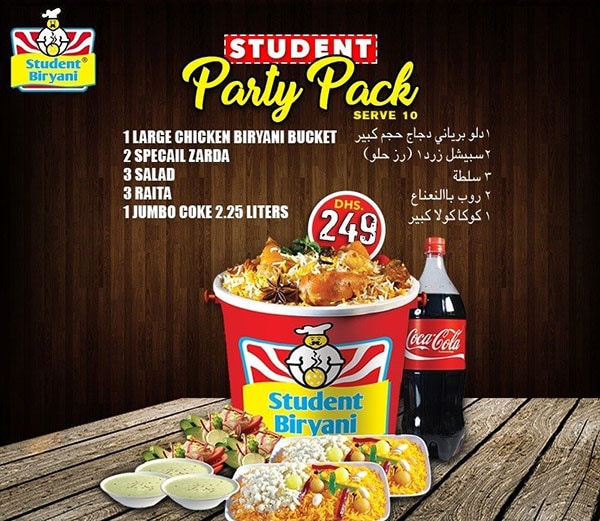 Student®
Biryani
STUDENT
Party Pack
SERVE 10
1 LARGE CHICKEN BIRYANI BUCKET
2 SPECAIL ZARDA
3 SALAD
3 RAITA
1 JUMBO COKE 2.25 LITERS
١دلو برياني دجاج حجم كبير
٢سبيشل زرد١ (رز حلو)
٣ سلطة
٢ روب باالنعناع
١ كوكا كولا كبير
DHS.
249
Coca-Cola
Student
Biryani